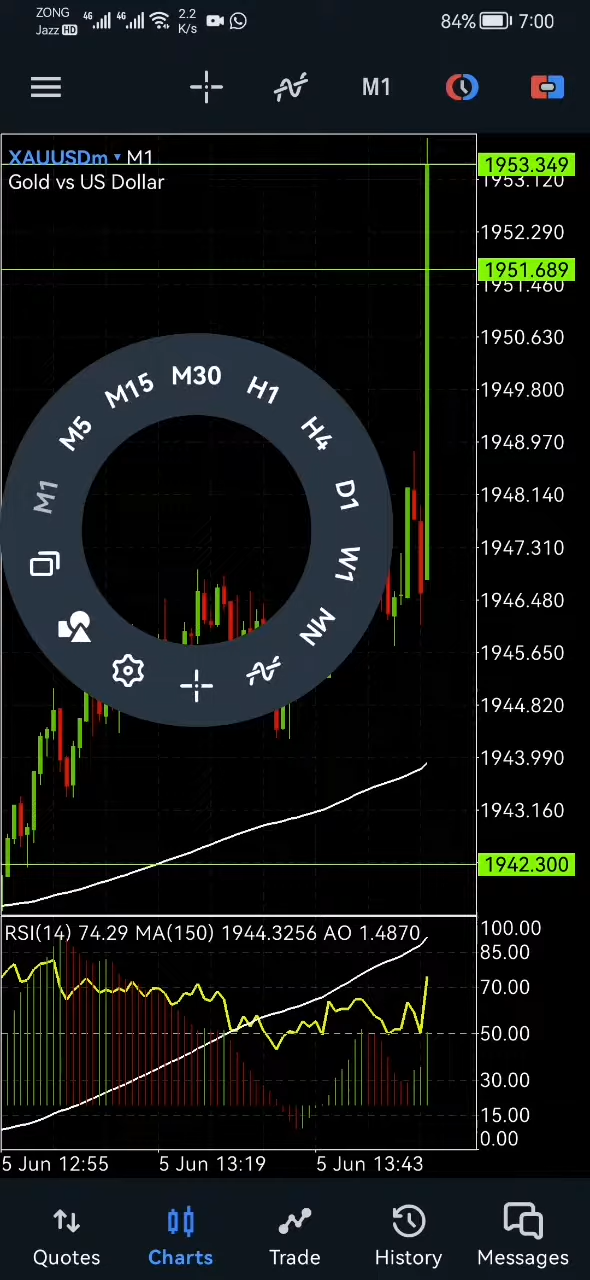 ZONG
Jazz HD
4G
4G
2.2
K/s
84%
7:00
M1
XAUUSDm ▾ M1
Gold vs US Dollar
1953.349
1953.120
1952.290
1951.689
1951.460
1950.630
1949.800
1948.970
1948.140
1947.310
1946.480
1945.650
1944.820
1943.990
1943.160
1942.300
M1
M5
M15
M30
H1
H4
D1
W1
MN
RSI(14) 74.29 MA(150) 1944.3256 AO 1.4870
100.00
85.00
70.00
50.00
30.00
15.00
0.00
5 Jun 12:55
5 Jun 13:19
5 Jun 13:43
Quotes
Charts
Trade
History
Messages